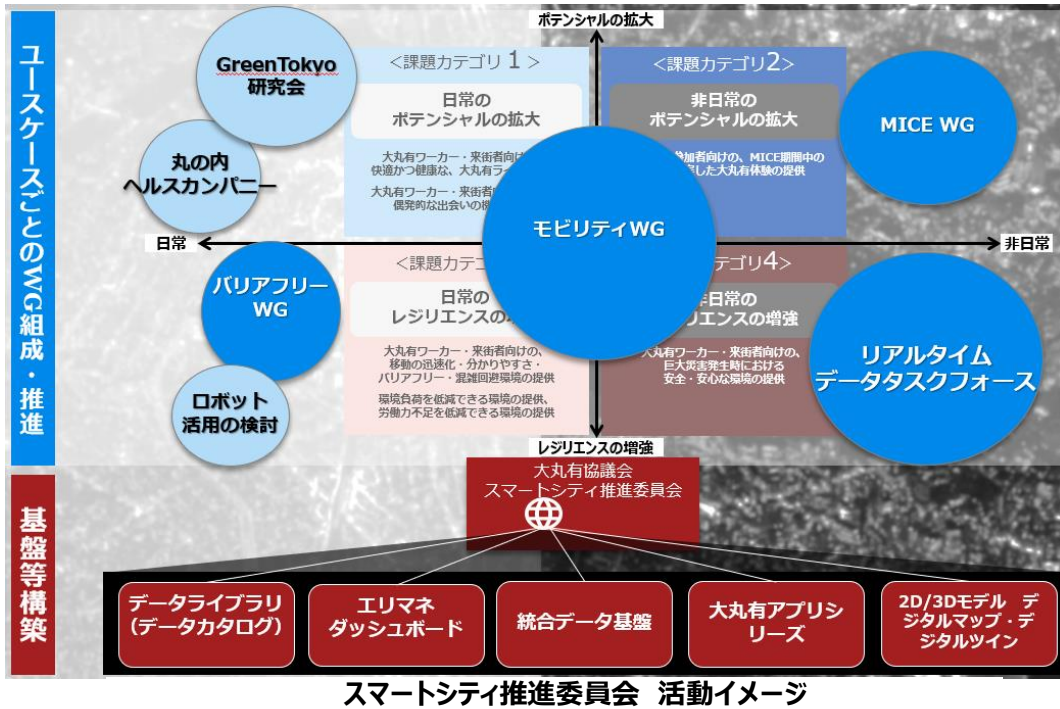 ユースケースごとのWG組成・推進
ポテンシャルの拡大
GreenTokyo
研究会
丸の内
ヘルスカンパニー
<課題カテゴリ1>
日常の
ポテンシャルの拡大
大丸有ワーカー・来街者向け
快適かつ健康な、大丸有ラ
大丸有ワーカー・来街者
偶発的な出会いの機
<課題カテゴリ2>
非日常の
ポテンシャルの拡大
参加者向けの、MICE期間中の
した大丸有体験の提供
MICE WG
モビリティWG
日常
非日常
バリアフリー
WG
ロボット
活用の検討
<課題カテゴ
日常の
レジリエンスの
大丸有ワーカー・来街者向けの、
移動の迅速化・分かりやすさ・
バリアフリー・混雑回避環境の提供
環境負荷を低減できる環境の提供、
労働力不足を低減できる環境の提供
テゴリ4>
非日常の
リエンスの増強
大丸有ワーカー・来街者向けの、
巨大災害発生時における
安全・安心な環境の提供
リアルタイム
データタスクフォース
レジリエンスの増強
基盤等構築
大丸有協議会
スマートシティ推進委員会
データライブラリ
(データカタログ)
エリマネ
ダッシュボード
統合データ基盤
大丸有アプリシ
リーズ
2D/3Dモデル デ
ジタルマップ・デ
ジタルツイン
スマートシティ推進委員会 活動イメージ